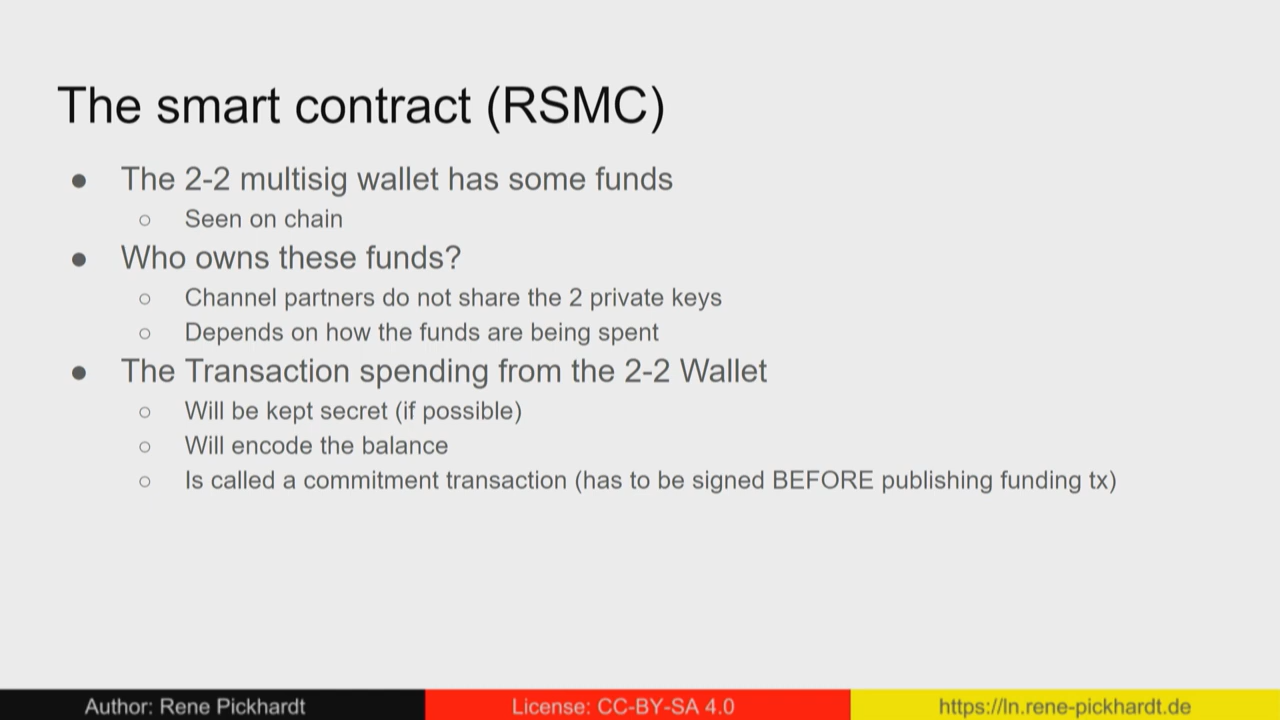 The smart contract (RSMC)
● The 2-2 multisig wallet has some funds
○ Seen on chain
● Who owns these funds?
○ Channel partners do not share the 2 private keys
○ Depends on how the funds are being spent
● The Transaction spending from the 2-2 Wallet
○ Will be kept secret (if possible)
○ Will encode the balance
○ Is called a commitment transaction (has to be signed BEFORE publishing funding tx)
Author: Rene Pickhardt
License: CC-BY-SA 4.0
https://ln.rene-pickhardt.de